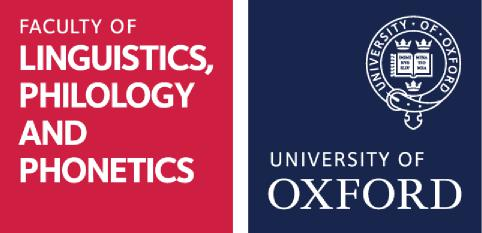 FACULTY OF
LINGUISTICS,
PHILOLOGY
AND
PHONETICS
UNIVERSITY · OF · OXFORD
UNIVERSITY OF
OXFORD